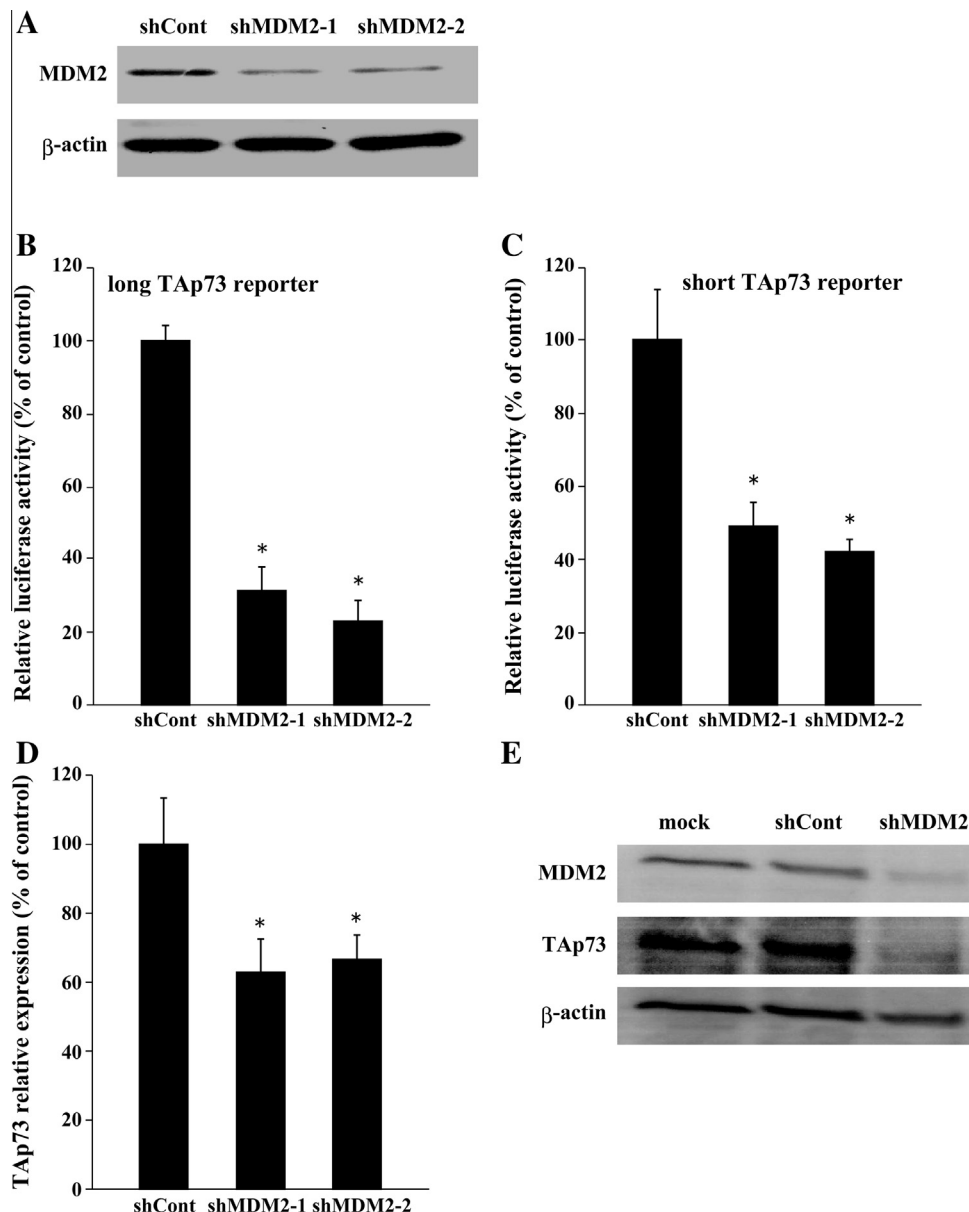 A
shCont shMDM2-1 shMDM2-2
MDM2
β-actin
B
Relative luciferase activity (% of control)
long TAp73 reporter
120
100
80
60
40
20
0
*
*
shCont shMDM2-1 shMDM2-2
C
Relative luciferase activity (% of control)
short TAp73 reporter
120
100
80
60
40
20
0
*
*
shCont shMDM2-1 shMDM2-2
D
TAp73 relative expression (% of control)
120
100
80
60
40
20
0
*
*
shCont shMDM2-1 shMDM2-2
E
mock shCont shMDM2
MDM2
TAp73
β-actin